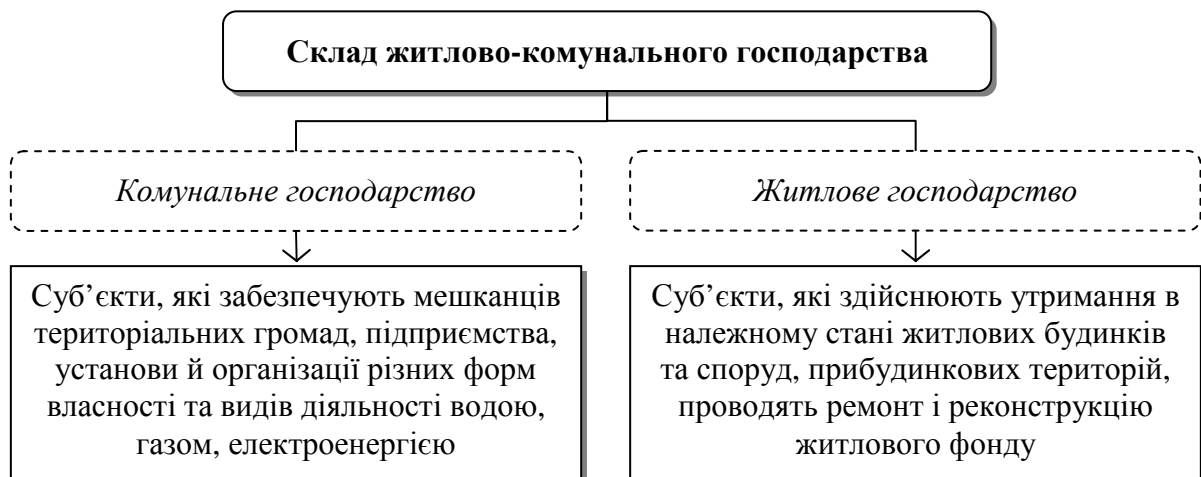 Склад житлово-комунального господарства
Комунальне господарство
Житлове господарство
Суб’єкти, які забезпечують мешканців
територіальних громад, підприємства,
установи й організації різних форм
власності та видів діяльності водою,
газом, електроенергією
Суб’єкти, які здійснюють утримання в
належному стані житлових будинків
та споруд, прибудинкових територій,
проводять ремонт і реконструкцію
житлового фонду